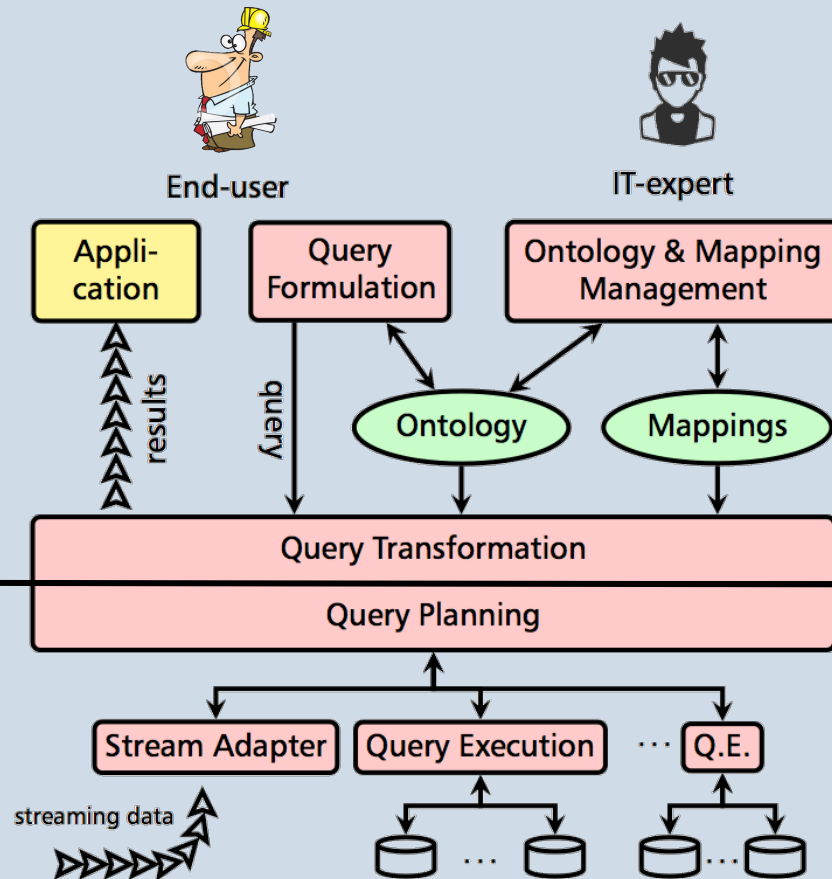 End-user
IT-expert
Appli-
cation
Query
Formulation
Ontology & Mapping
Management
results
query
Ontology
Mappings
Query Transformation
Query Planning
Stream Adapter
Query Execution
...
Q.E.
streaming data
...
...